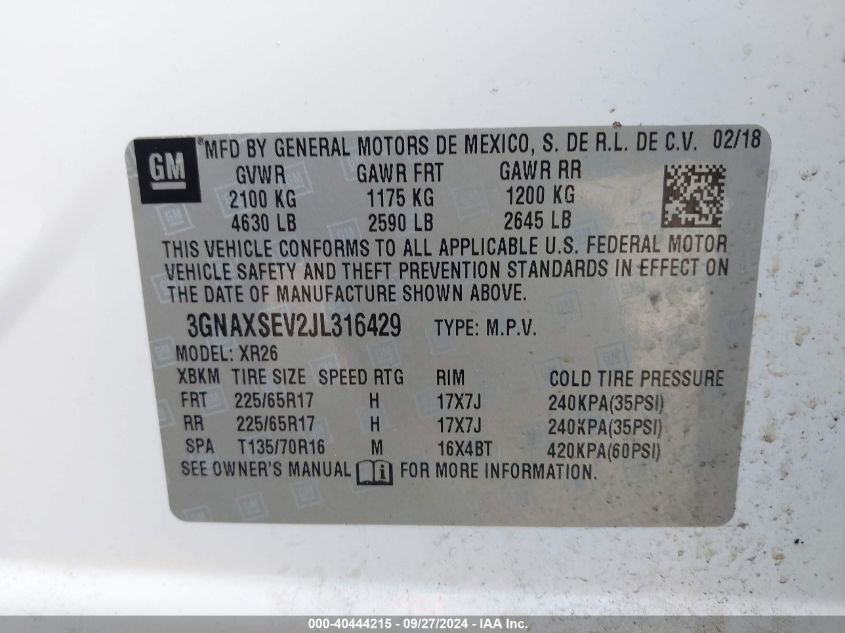 GM MFD BY GENERAL MOTORS DE MEXICO, S. DE R.L. DE C.V. 02/18
GVWR GAWR FRT GAWR RR
2100 KG 1175 KG 1200 KG
4630 LB 2590 LB 2645 LB
THIS VEHICLE CONFORMS TO ALL APPLICABLE U.S. FEDERAL MOTOR
VEHICLE SAFETY AND THEFT PREVENTION STANDARDS IN EFFECT ON
THE DATE OF MANUFACTURE SHOWN ABOVE.
3GNAXSEV2JL316429 TYPE: M.P.V.
MODEL: XR26
XBKM TIRE SIZE SPEED RTG RIM COLD TIRE PRESSURE
FRT 225/65R17 H 17X7J 240KPA(35PSI)
RR 225/65R17 H 17X7J 240KPA(35PSI)
SPA T135/70R16 M 16X4BT 420KPA(60PSI)
SEE OWNER'S MANUAL i FOR MORE INFORMATION.
000-40444215 - 09/27/2024 - IAA Inc.